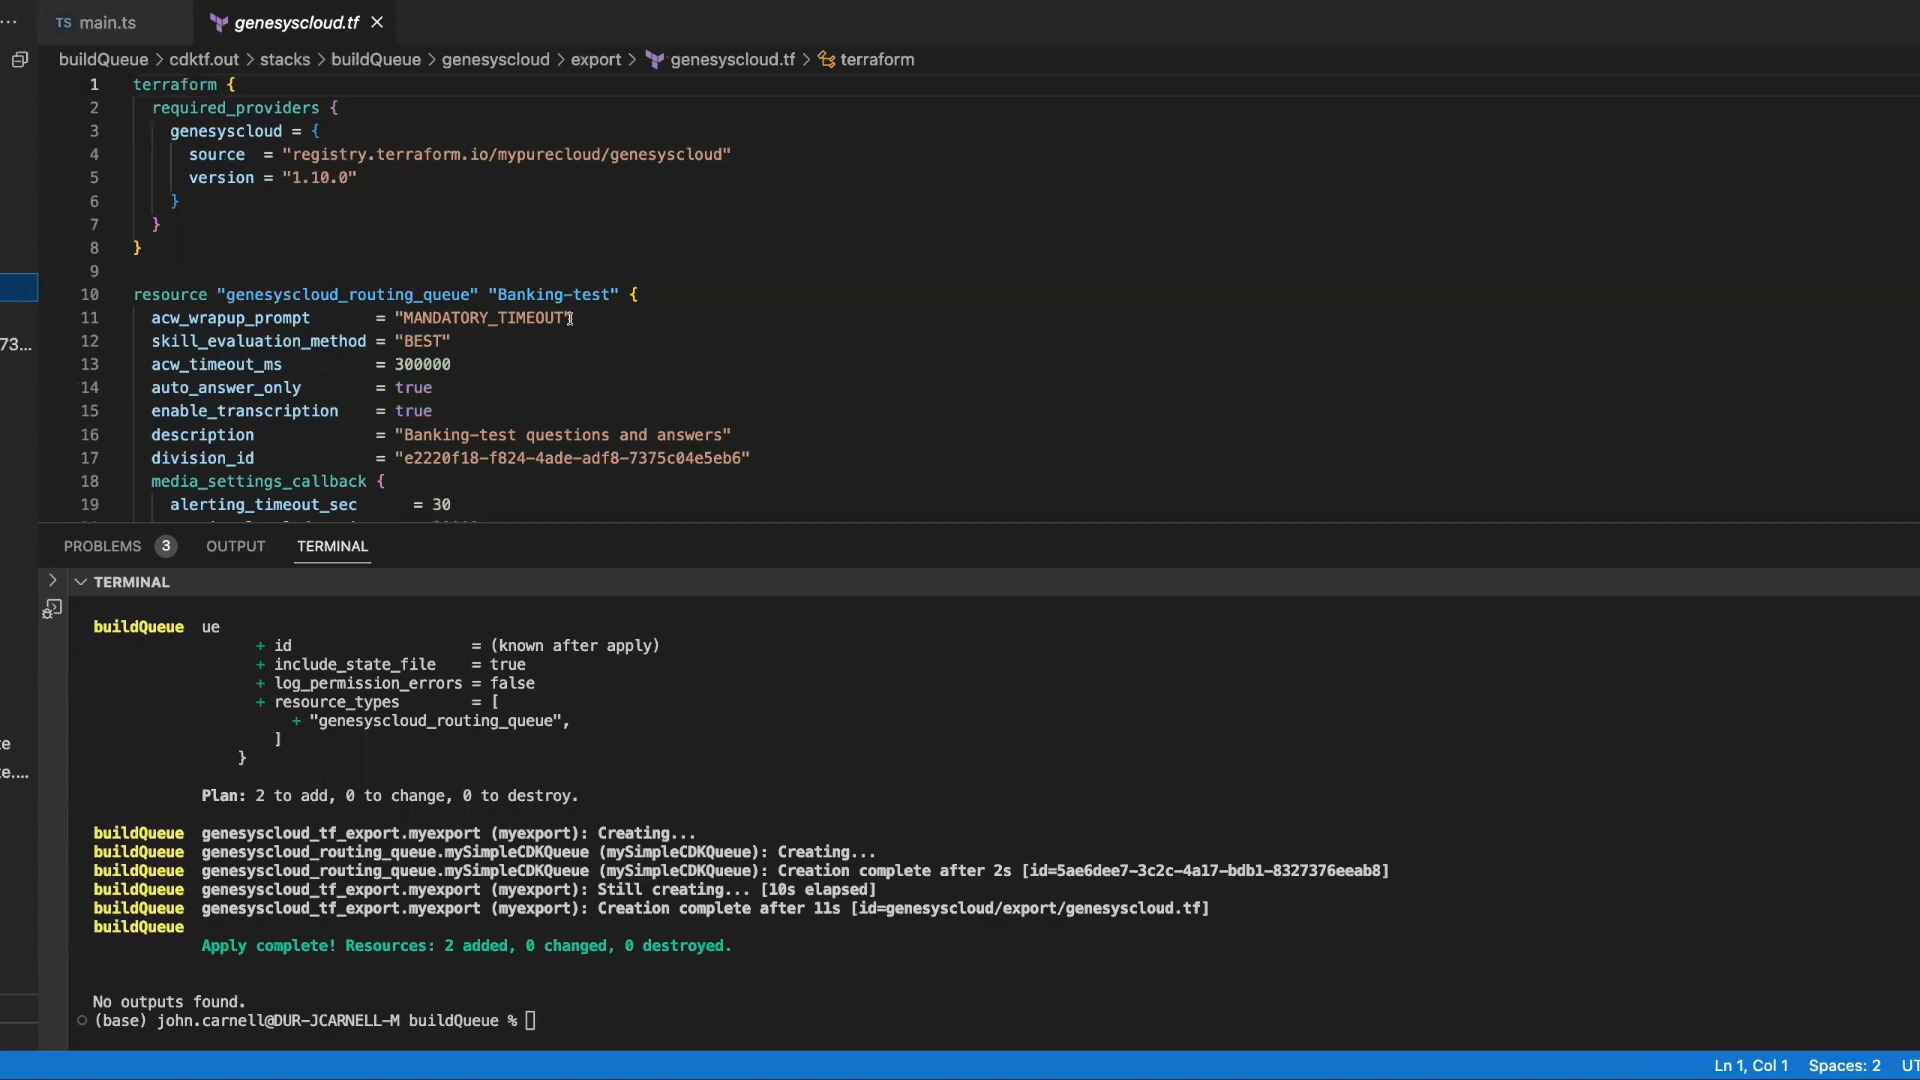 ...
TS main.ts
genesyscloud.tf
buildQueue > cdktf.out > stacks > buildQueue > genesyscloud > export > genesyscloud.tf > terraform
1 terraform {
2 required_providers {
3 genesyscloud = {
4 source  = "registry.terraform.io/mypurecloud/genesyscloud"
5 version = "1.10.0"
6 }
7 }
8 }
9
10 resource "genesyscloud_routing_queue" "Banking-test" {
11 acw_wrapup_prompt       = "MANDATORY_TIMEOUT"
12 skill_evaluation_method = "BEST"
13 acw_timeout_ms          = 300000
14 auto_answer_only        = true
15 enable_transcription    = true
16 description             = "Banking-test questions and answers"
17 division_id             = "e2220f18-f824-4ade-adf8-7375c04e5eb6"
18 media_settings_callback {
19 alerting_timeout_sec      = 30
73...
PROBLEMS 3 OUTPUT TERMINAL
TERMINAL
buildQueue  ue
+ id                    = (known after apply)
+ include_state_file    = true
+ log_permission_errors = false
+ resource_types        = [
+ "genesyscloud_routing_queue",
]
}
te
te....
Plan: 2 to add, 0 to change, 0 to destroy.
buildQueue  genesyscloud_tf_export.myexport (myexport): Creating...
buildQueue  genesyscloud_routing_queue.mySimpleCDKQueue (mySimpleCDKQueue): Creating...
buildQueue  genesyscloud_routing_queue.mySimpleCDKQueue (mySimpleCDKQueue): Creation complete after 2s [id=5ae6dee7-3c2c-4a17-bdb1-8327376eeab8]
buildQueue  genesyscloud_tf_export.myexport (myexport): Still creating... [10s elapsed]
buildQueue  genesyscloud_tf_export.myexport (myexport): Creation complete after 11s [id=genesyscloud/export/genesyscloud.tf]
buildQueue
Apply complete! Resources: 2 added, 0 changed, 0 destroyed.
No outputs found.
(base) john.carnell@DUR-JCARNELL-M buildQueue %
Ln 1, Col 1 Spaces: 2 UT